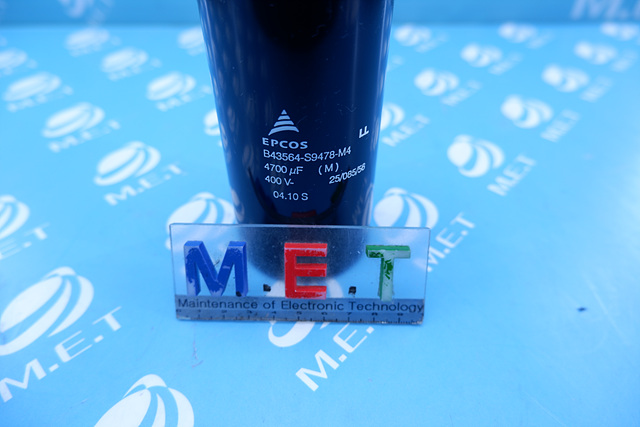 EPCOS
B43564-S9478-M4
4700 µF (M)
400 V- 25/085/56
04.10 S
LL
M.E.T
Maintenance of Electronic Technology
M.E.T
M.E.T
M.E.T
M.E.T
M.E.T
M.E.T